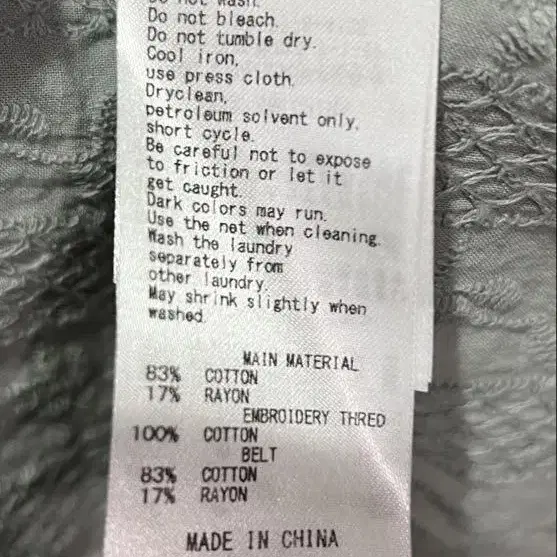 Do not wash.
Do not bleach.
Do not tumble dry.
Cool iron,
use press cloth.
Dryclean,
petroleum solvent only,
short cycle.
Be careful not to expose
to friction or let it
get caught.
Dark colors may run.
Use the net when cleaning.
Wash the laundry
separately from
other laundry.
May shrink slightly when
washed.
MAIN MATERIAL
83% COTTON
17% RAYON
EMBROIDERY THRED
100% COTTON
BELT
83% COTTON
17% RAYON
MADE IN CHINA